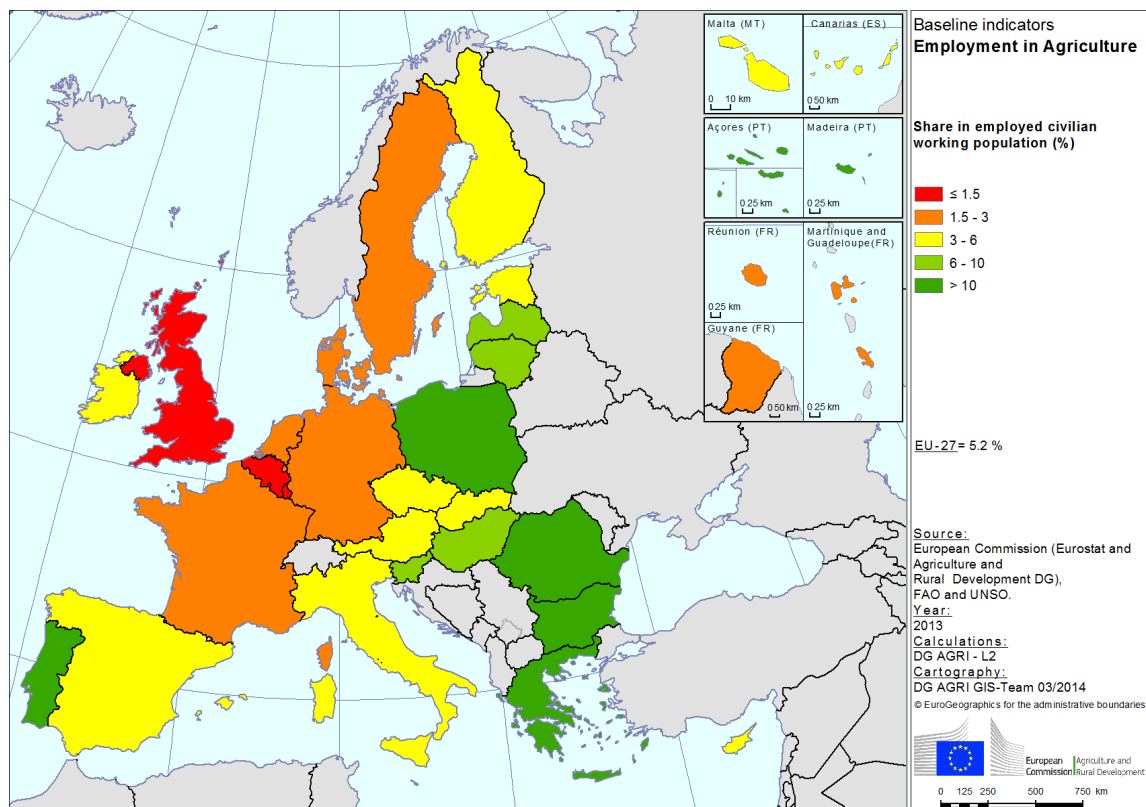 Baseline indicators
Employment in Agriculture
Malta (MT)
0 10 km
Canarias (ES)
0 50 km
Açores (PT)
0 25 km
Madeira (PT)
0 25 km
Réunion (FR)
0 25 km
Martinique and
Guadeloupe(FR)
0 25 km
Guyane (FR)
0 50 km
Share in employed civilian
working population (%)
≤ 1.5
1.5 - 3
3 - 6
6 - 10
> 10
EU-27= 5.2 %
Source:
European Commission (Eurostat and
Agriculture and
Rural Development DG),
FAO and UNSO.
Year:
2013
Calculations:
DG AGRI - L2
Cartography:
DG AGRI GIS-Team 03/2014
© EuroGeographics for the administrative boundaries
European
Commission
Agriculture and
Rural Development
0 125 250 500 750 km